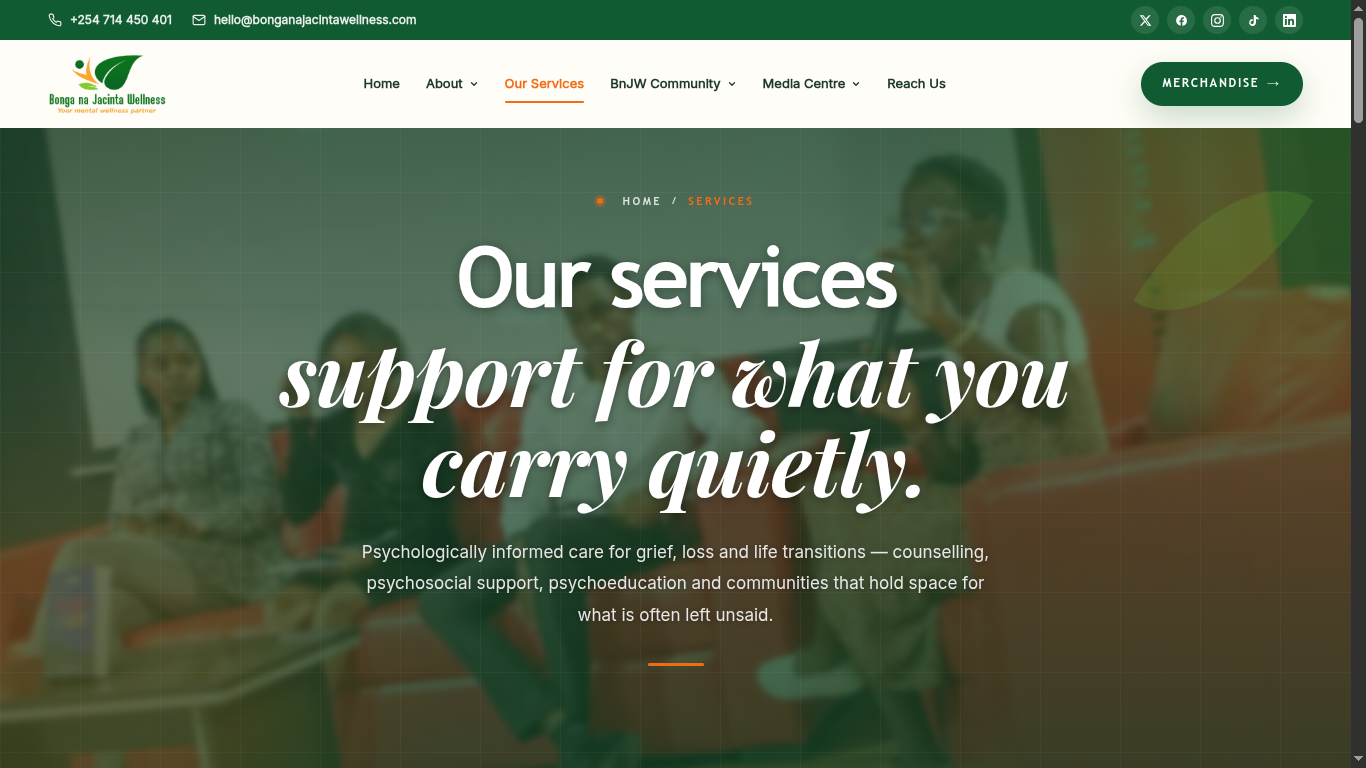 +254 714 450 401
hello@bonganajacintawellness.com
Bonga na Jacinta Wellness
Your mental wellness partner
Home
About
Our Services
BnJW Community
Media Centre
Reach Us
MERCHANDISE →
HOME / SERVICES
Our services
support for what you
carry quietly.
Psychologically informed care for grief, loss and life transitions — counselling,
psychosocial support, psychoeducation and communities that hold space for
what is often left unsaid.